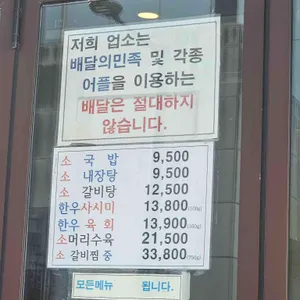 저희 업소는
배달의민족 및 각종
어플을 이용하는
배달은 절대하지
않습니다.
소 국밥 9,500
소 내장탕 9,500
소 갈비탕 12,500
한우사시미 13,800(100g)
한우 육회 13,900(100g)
소머리수육 21,500
소 갈비찜 중 33,800
모든메뉴 됩니다.